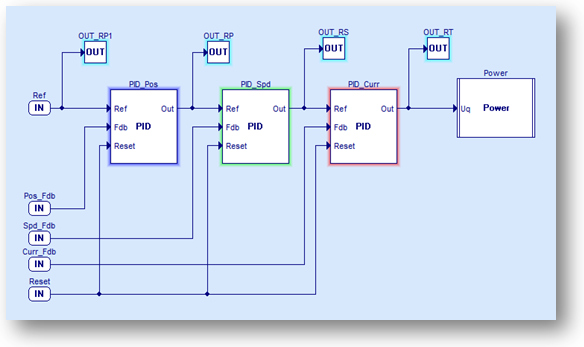 OUT_RP1 OUT_RP OUT_RS OUT_RT
OUT OUT OUT OUT
PID_Pos PID_Spd PID_Curr Power
Ref
IN Ref Out Ref Out Ref Out Uq Power
Fdb PID Fdb PID Fdb PID
Reset Reset Reset
Pos_Fdb
IN
Spd_Fdb
IN
Curr_Fdb
IN
Reset
IN